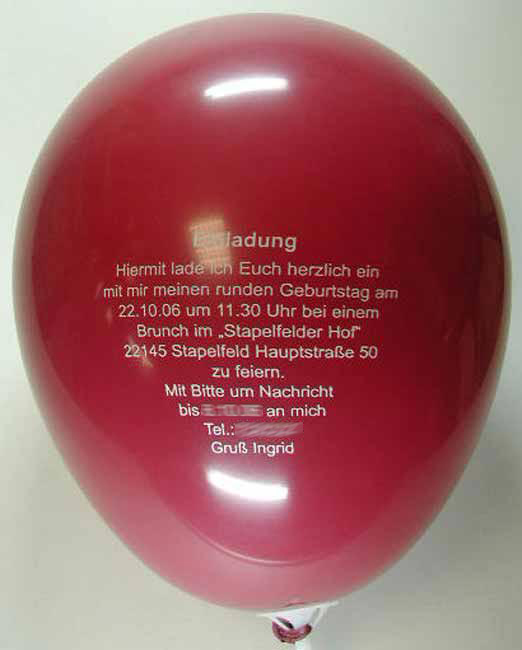 Einladung
Hiermit lade ich Euch herzlich ein
mit mir meinen runden Geburtstag am
22.10.06 um 11.30 Uhr bei einem
Brunch im „Stapelfelder Hof“
22145 Stapelfeld Hauptstraße 50
zu feiern.
Mit Bitte um Nachricht
bis an mich
Tel.:
Gruß Ingrid